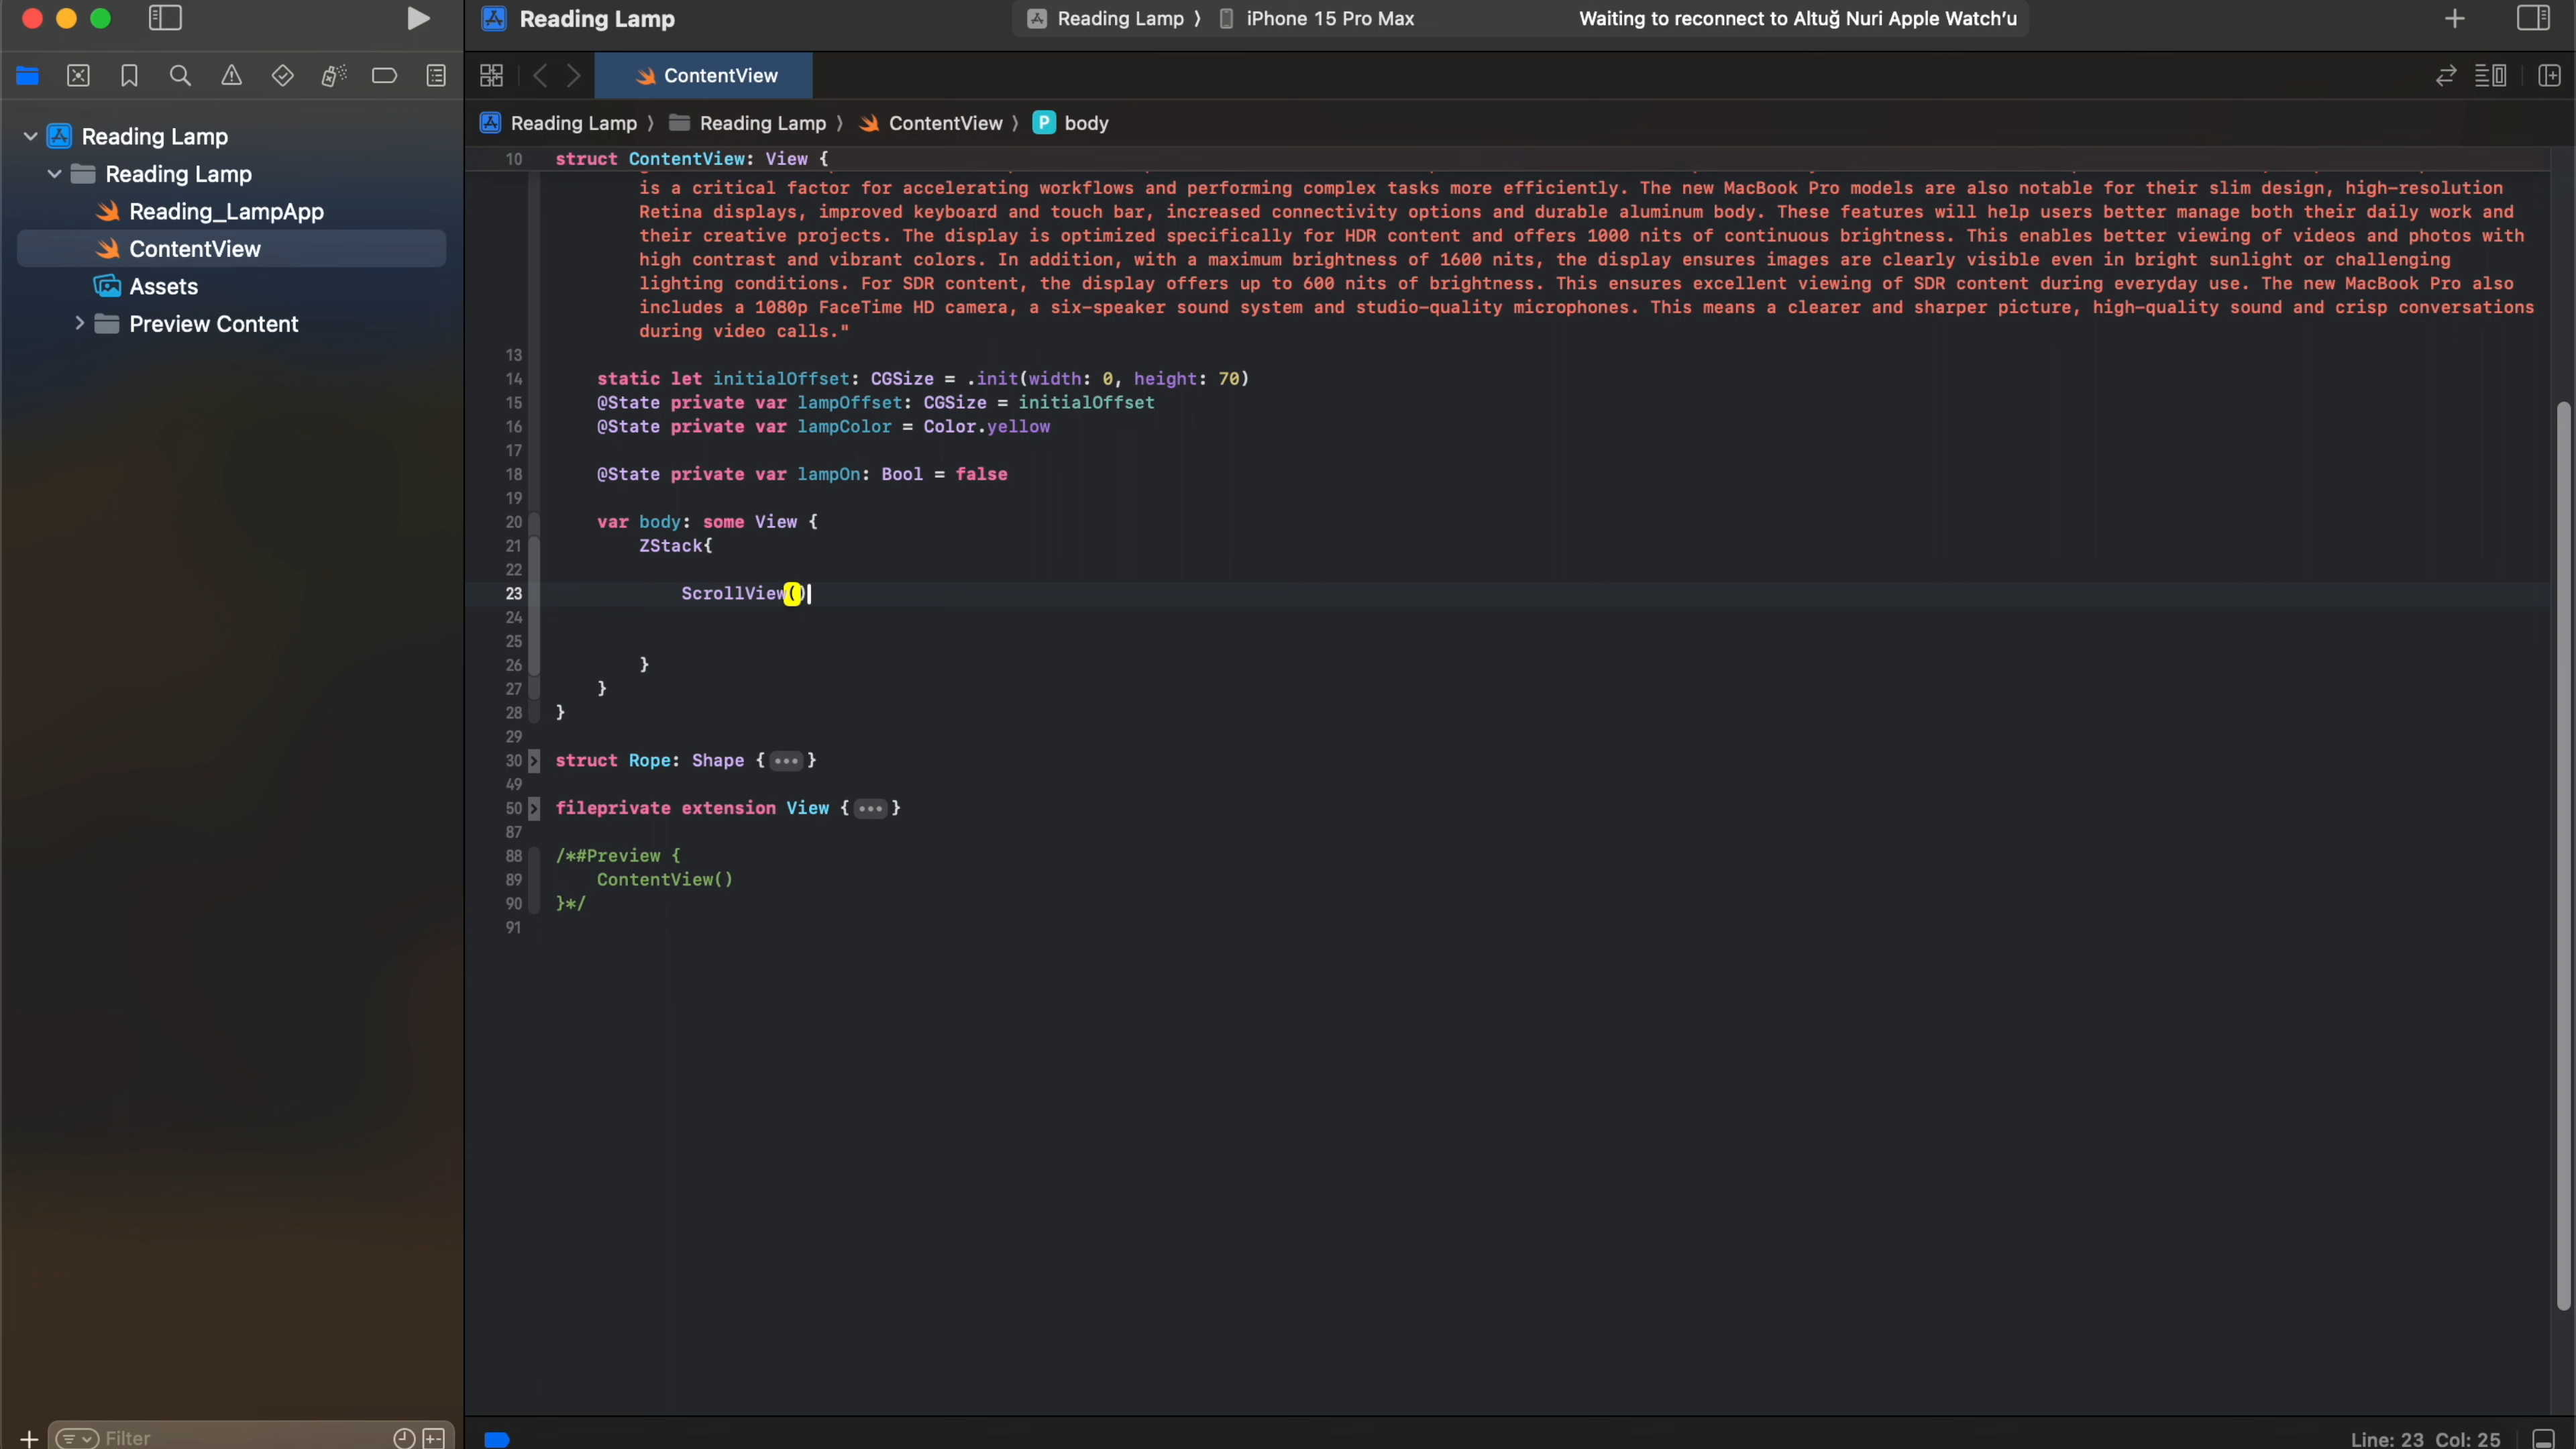 Reading Lamp
Reading Lamp
iPhone 15 Pro Max
Waiting to reconnect to Altuğ Nuri Apple Watch'u
ContentView
Reading Lamp
Reading Lamp
Reading_LampApp
ContentView
Assets
Preview Content
Reading Lamp ⟩ Reading Lamp ⟩ ContentView ⟩ P body
10 struct ContentView: View {
is a critical factor for accelerating workflows and performing complex tasks more efficiently. The new MacBook Pro models are also notable for their slim design, high-resolution
Retina displays, improved keyboard and touch bar, increased connectivity options and durable aluminum body. These features will help users better manage both their daily work and
their creative projects. The display is optimized specifically for HDR content and offers 1000 nits of continuous brightness. This enables better viewing of videos and photos with
high contrast and vibrant colors. In addition, with a maximum brightness of 1600 nits, the display ensures images are clearly visible even in bright sunlight or challenging
lighting conditions. For SDR content, the display offers up to 600 nits of brightness. This ensures excellent viewing of SDR content during everyday use. The new MacBook Pro also
includes a 1080p FaceTime HD camera, a six-speaker sound system and studio-quality microphones. This means a clearer and sharper picture, high-quality sound and crisp conversations
during video calls."
13
14 static let initialOffset: CGSize = .init(width: 0, height: 70)
15 @State private var lampOffset: CGSize = initialOffset
16 @State private var lampColor = Color.yellow
17
18 @State private var lampOn: Bool = false
19
20 var body: some View {
21 ZStack{
22
23 ScrollView()
24
25
26 }
27 }
28 }
29
30 struct Rope: Shape {•••}
49
50 fileprivate extension View {•••}
87
88 /*#Preview {
89 ContentView()
90 }*/
91
Filter
Line: 23 Col: 25